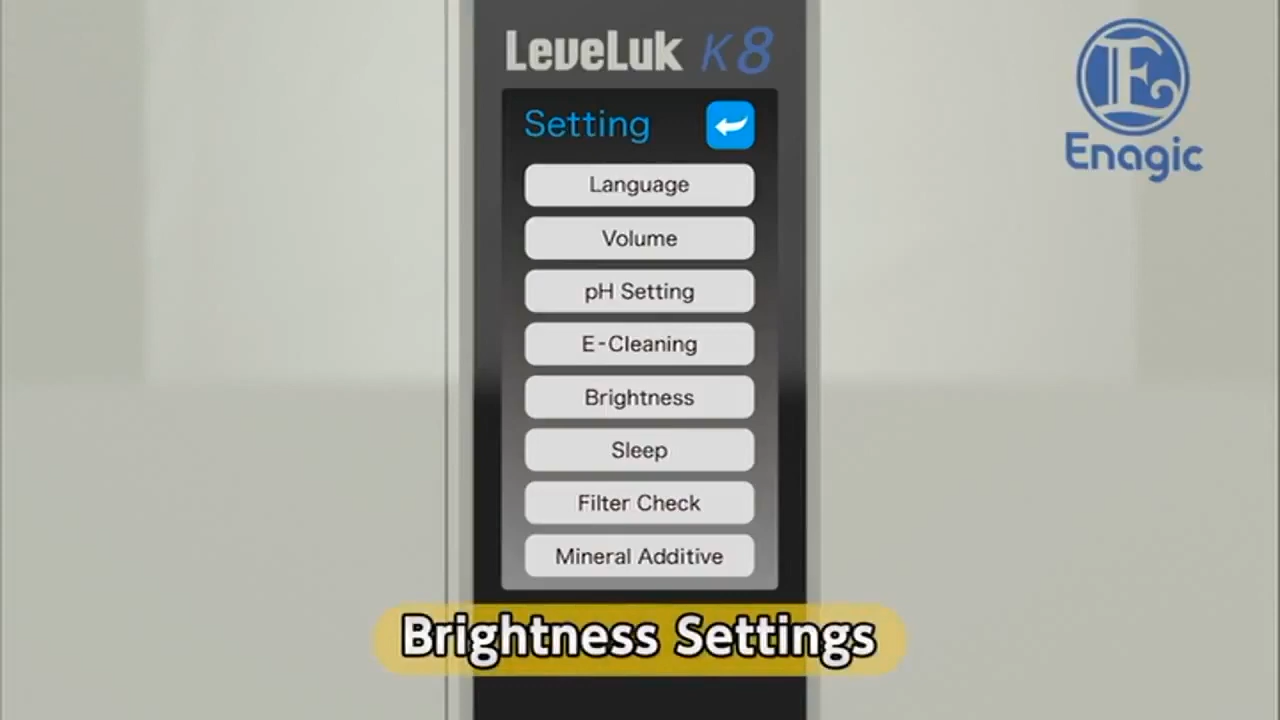 LeveLuk K8
Setting
Language
Volume
pH Setting
E-Cleaning
Brightness
Sleep
Filter Check
Mineral Additive
Brightness Settings
E
Enagic